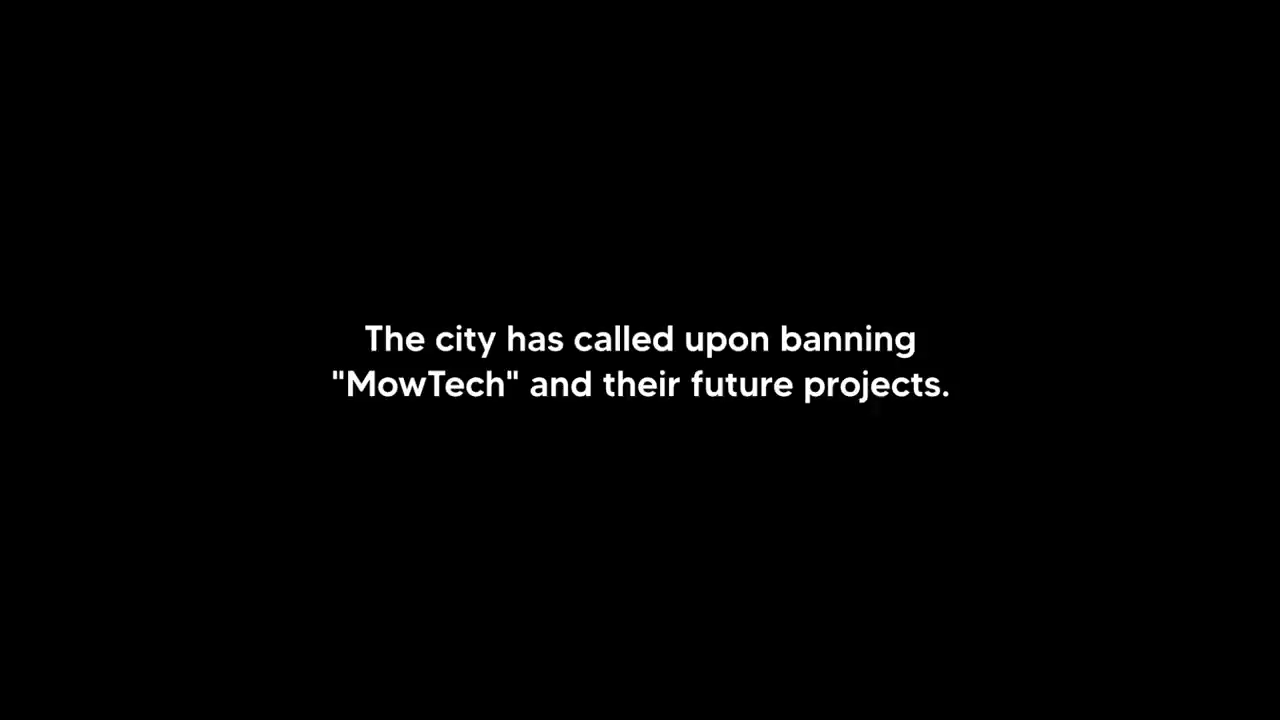 The city has called upon banning
"MowTech" and their future projects.